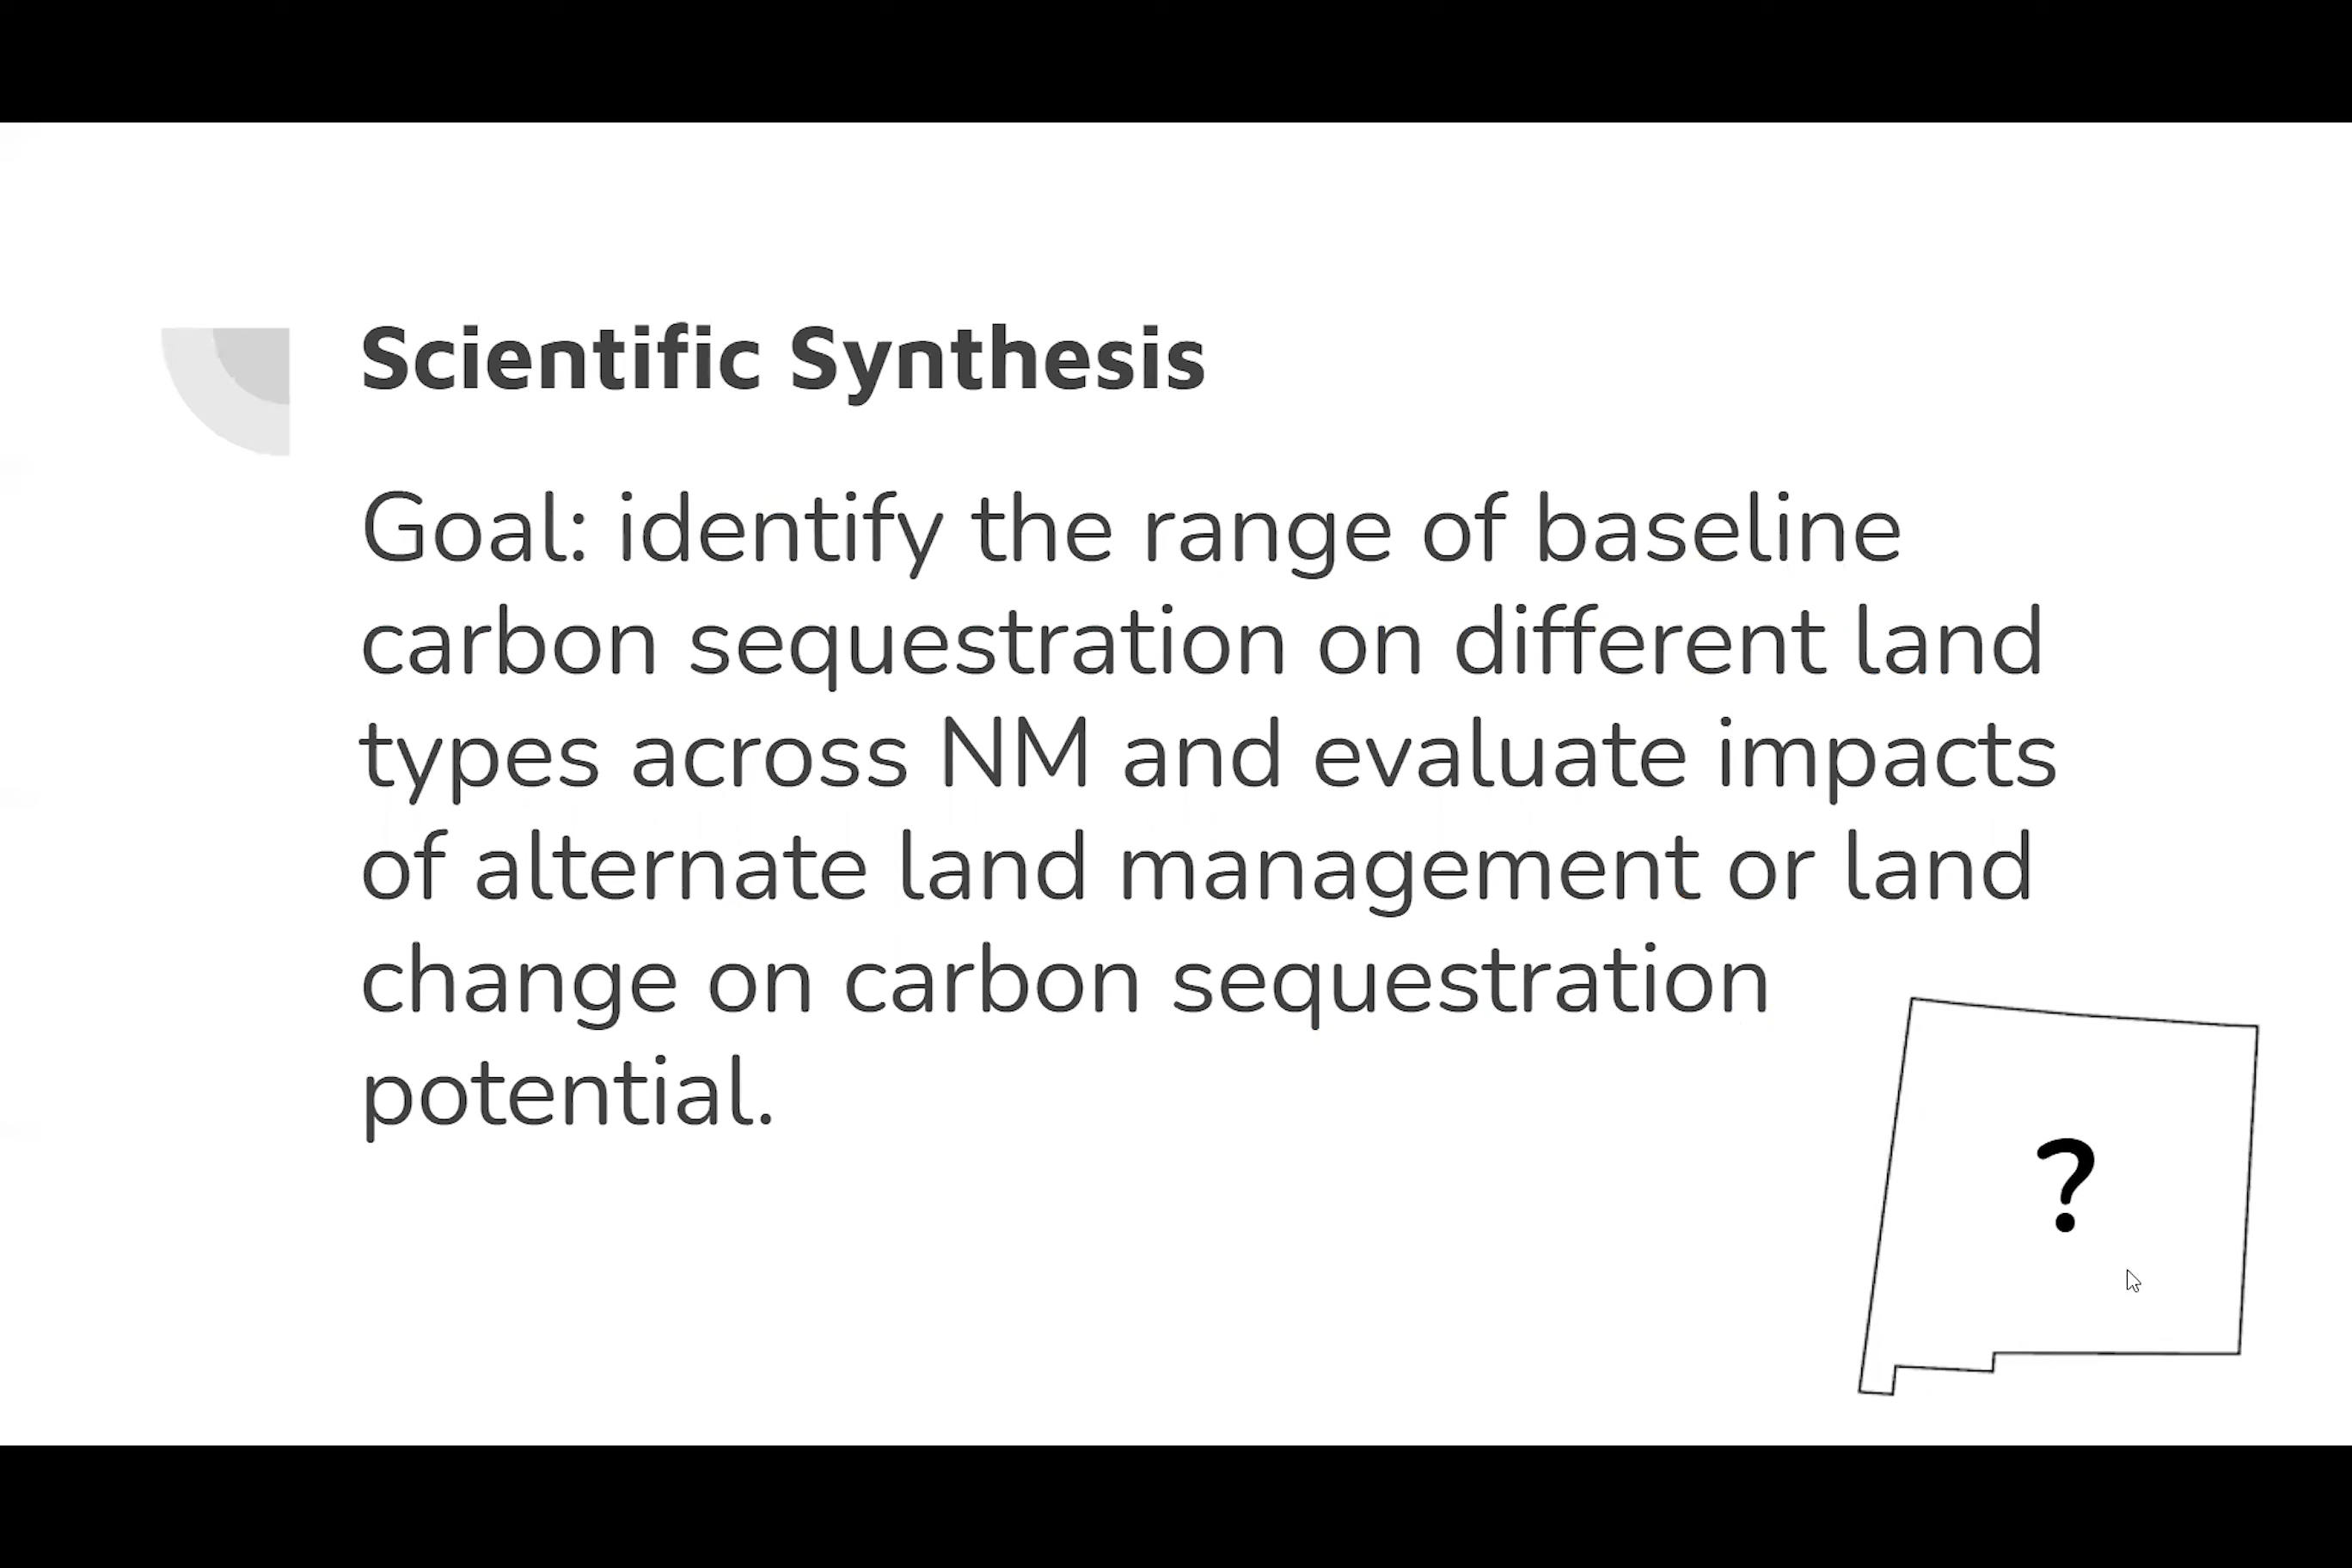 Scientific Synthesis
Goal: identify the range of baseline
carbon sequestration on different land
types across NM and evaluate impacts
of alternate land management or land
change on carbon sequestration
potential.
?